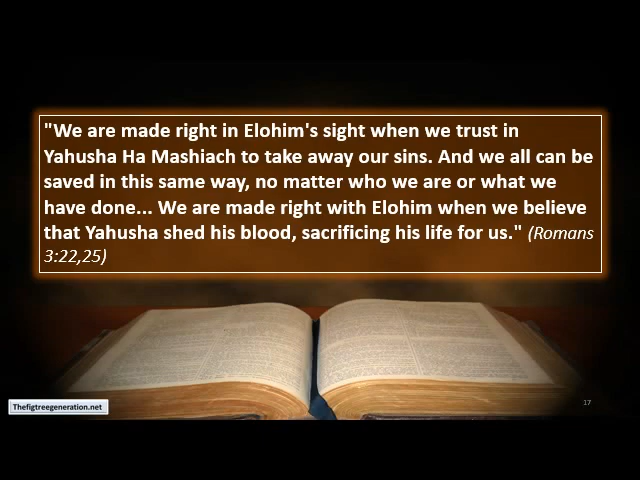 "We are made right in Elohim's sight when we trust in
Yahusha Ha Mashiach to take away our sins. And we all can be
saved in this same way, no matter who we are or what we
have done... We are made right with Elohim when we believe
that Yahusha shed his blood, sacrificing his life for us." (Romans
3:22,25)
Thefigtreegeneration.net
17